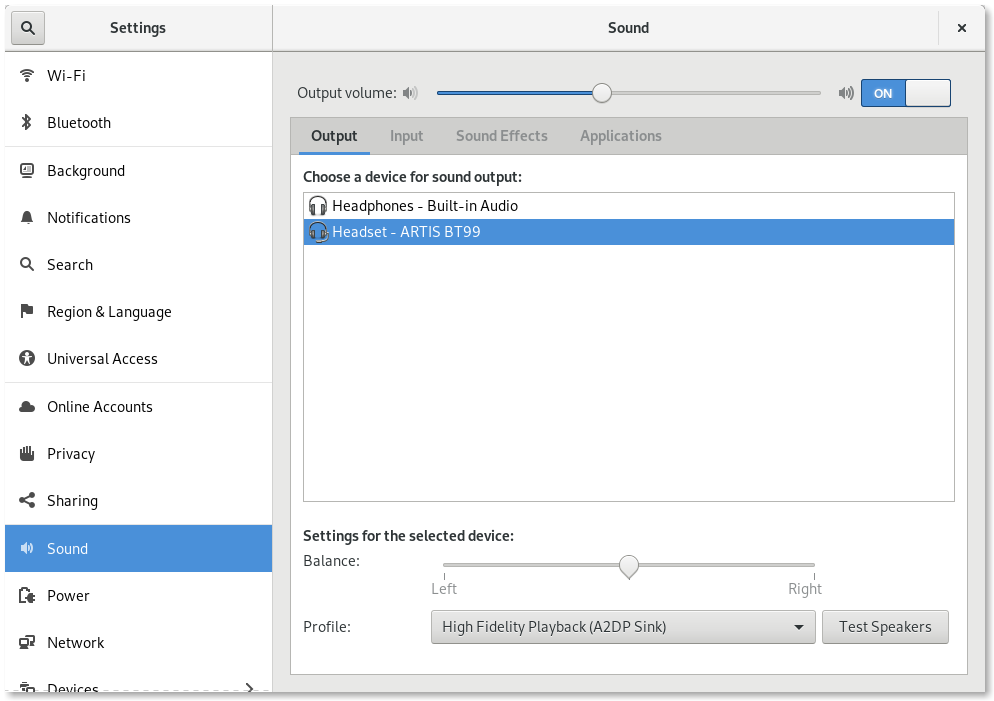 Settings
Sound
Wi-Fi
Bluetooth
Background
Notifications
Search
Region & Language
Universal Access
Online Accounts
Privacy
Sharing
Sound
Power
Network
Devices
Output volume:
ON
Output Input Sound Effects Applications
Choose a device for sound output:
Headphones - Built-in Audio
Headset - ARTIS BT99
Settings for the selected device:
Balance:
Left Right
Profile: High Fidelity Playback (A2DP Sink) Test Speakers